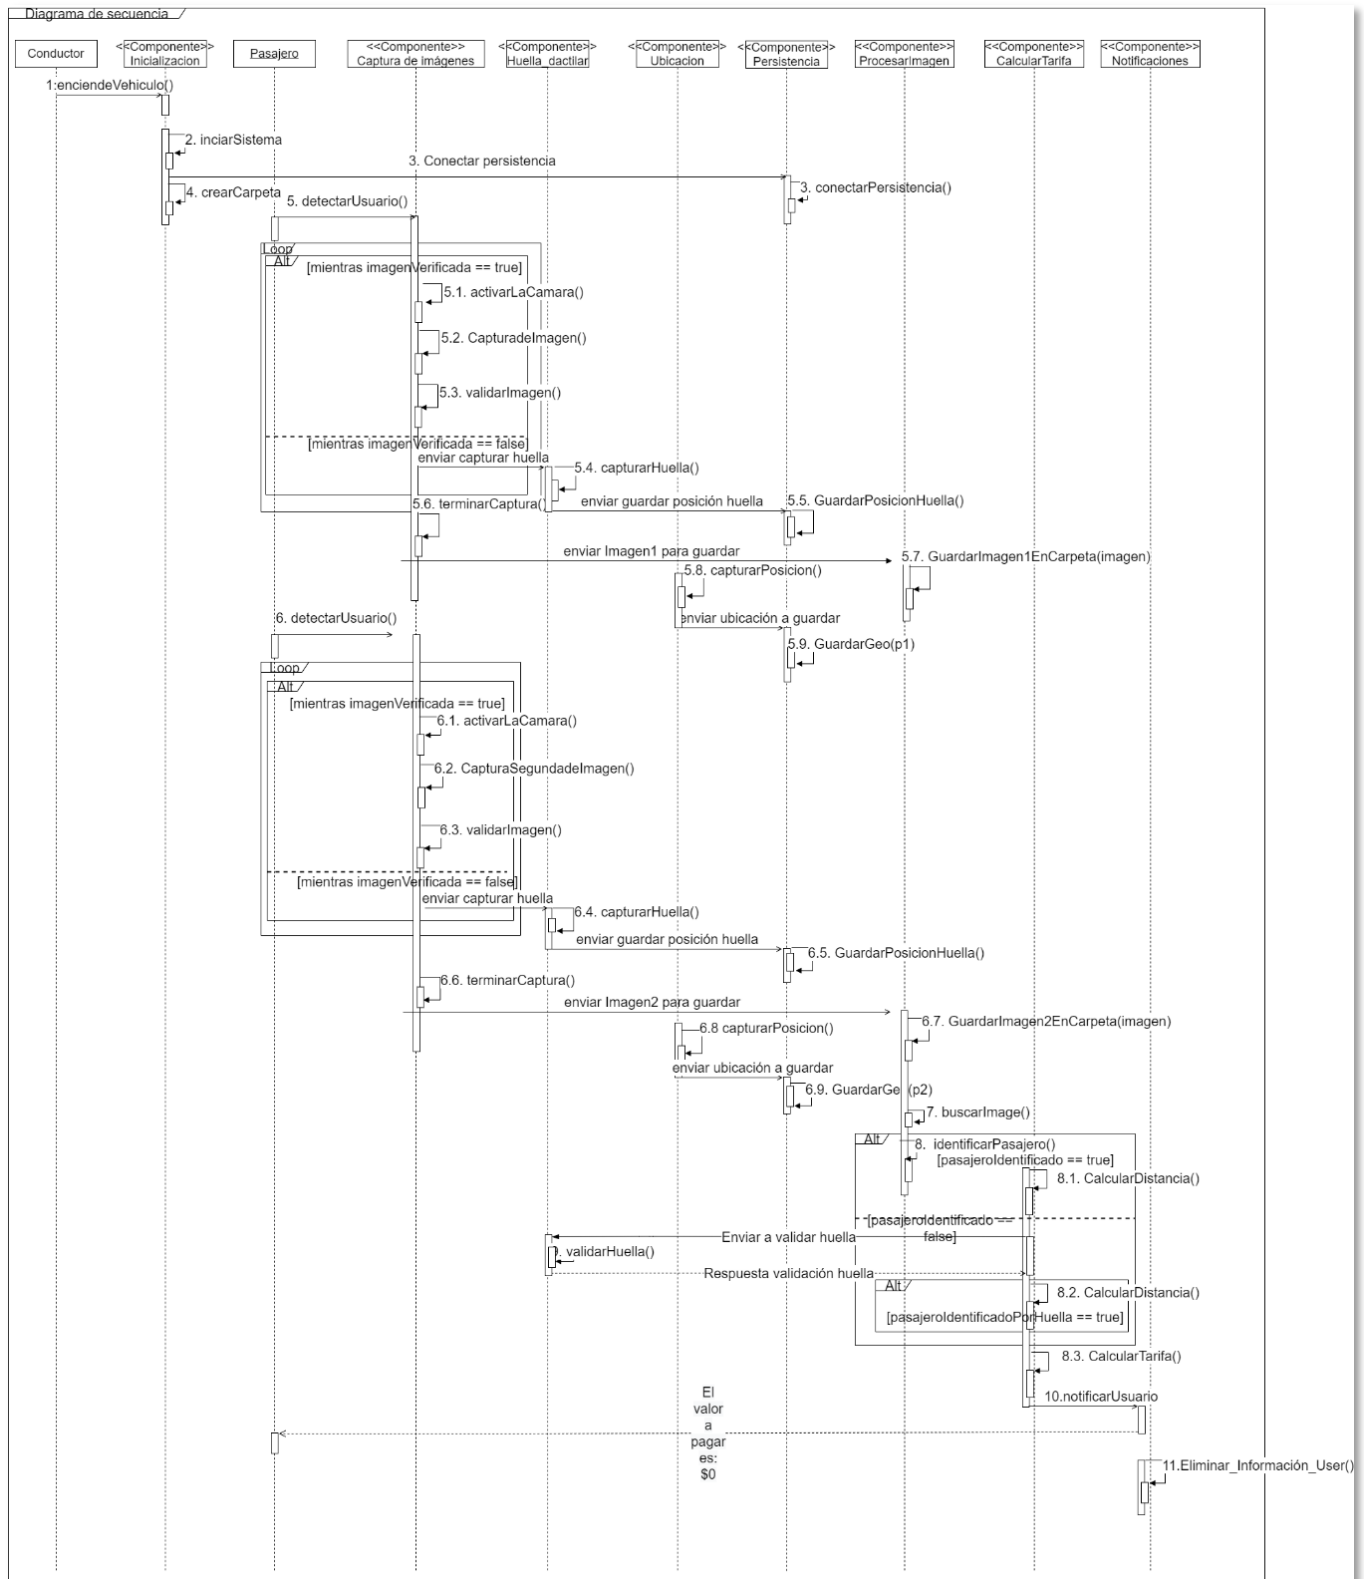 Diagrama de secuencia
Conductor
<<Componente>>
Inicializacion
Pasajero
<<Componente>>
Captura de imágenes
<<Componente>>
Huella_dactilar
<<Componente>>
Ubicacion
<<Componente>>
Persistencia
<<Componente>>
ProcesarImagen
<<Componente>>
CalcularTarifa
<<Componente>>
Notificaciones
1:enciendeVehiculo()
2. inciarSistema
3. Conectar persistencia
3. conectarPersistencia()
4. crearCarpeta
5. detectarUsuario()
Loop
Alt
[mientras imagenVerificada == true]
5.1. activarLaCamara()
5.2. CapturadeImagen()
5.3. validarImagen()
[mientras imagenVerificada == false]
enviar capturar huella
5.4. capturarHuella()
5.6. terminarCaptura()
enviar guardar posición huella
5.5. GuardarPosicionHuella()
enviar Imagen1 para guardar
5.7. GuardarImagen1EnCarpeta(imagen)
5.8. capturarPosicion()
6. detectarUsuario()
enviar ubicación a guardar
5.9. GuardarGeo(p1)
Loop
Alt
[mientras imagenVerificada == true]
6.1. activarLaCamara()
6.2. CapturaSegundadeImagen()
6.3. validarImagen()
[mientras imagenVerificada == false]
enviar capturar huella
6.4. capturarHuella()
enviar guardar posición huella
6.5. GuardarPosicionHuella()
6.6. terminarCaptura()
enviar Imagen2 para guardar
6.7. GuardarImagen2EnCarpeta(imagen)
6.8 capturarPosicion()
enviar ubicación a guardar
6.9. GuardarGe (p2)
7. buscarImage()
Alt
8. identificarPasajero()
[pasajeroIdentificado == true]
8.1. CalcularDistancia()
[pasajeroIdentificado ==
false]
Enviar a validar huella
9. validarHuella()
Respuesta validación huella
Alt
8.2. CalcularDistancia()
[pasajeroIdentificadoPorHuella == true]
8.3. CalcularTarifa()
10.notificarUsuario
El
valor
a
pagar
es:
$0
11.Eliminar_Información_User()